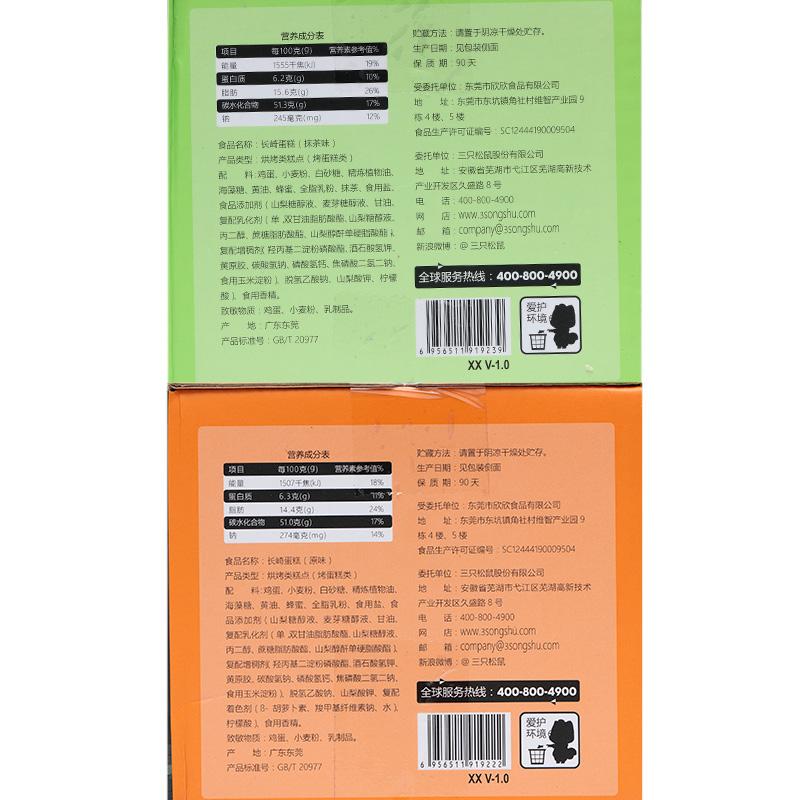 营养成分表
项目 每100克(g) 营养素参考值%
能量 1555千焦(kJ) 19%
蛋白质 6.2克(g) 10%
脂肪 15.6克(g) 26%
碳水化合物 51.3克(g) 17%
钠 245毫克(mg) 12%
食品名称：长崎蛋糕（抹茶味）
产品类型：烘烤类糕点（烤蛋糕类）
配 料：鸡蛋、小麦粉、白砂糖、精炼植物油、
海藻糖、黄油、蜂蜜、全脂乳粉、抹茶、食用盐、
食品添加剂（山梨糖醇液、麦芽糖醇液、甘油、
复配乳化剂（单，双甘油脂肪酸酯、山梨糖醇液、
丙二醇、蔗糖脂肪酸酯、山梨醇酐单硬脂酸酯）、
复配增稠剂（羟丙基二淀粉磷酸酯、酒石酸氢钾、
黄原胶、碳酸氢钠、磷酸氢钙、焦磷酸二氢二钠、
食用玉米淀粉）、脱氢乙酸钠、山梨酸钾、柠檬
酸）、食用香精。
致敏物质：鸡蛋、小麦粉、乳制品。
产 地：广东东莞
产品标准号：GB/T 20977
贮藏方法：请置于阴凉干燥处贮存。
生产日期：见包装侧面
保 质 期：90 天
受委托单位：东莞市欣欣食品有限公司
地 址：东莞市东坑镇角社村维智产业园 9
栋 4 楼、5 楼
食品生产许可证编号：SC12444190009504
委托单位：三只松鼠股份有限公司
地 址：安徽省芜湖市弋江区芜湖高新技术
产业开发区久盛路 8 号
电 话：400-800-4900
网 店：www.3songshu.com
邮 箱：company@3songshu.com
新浪微博：@ 三只松鼠
全球服务热线：400-800-4900
6 956511 919239
爱护
环境
XX V-1.0
营养成分表
项目 每100克(g) 营养素参考值%
能量 1507千焦(kJ) 18%
蛋白质 6.3克(g) 11%
脂肪 14.4克(g) 24%
碳水化合物 51.0克(g) 17%
钠 274毫克(mg) 14%
食品名称：长崎蛋糕（原味）
产品类型：烘烤类糕点（烤蛋糕类）
配 料：鸡蛋、小麦粉、白砂糖、精炼植物油、
海藻糖、黄油、蜂蜜、全脂乳粉、食用盐、食
品添加剂（山梨糖醇液、麦芽糖醇液、甘油、
复配乳化剂（单，双甘油脂肪酸酯、山梨糖醇液、
丙二醇、蔗糖脂肪酸酯、山梨醇酐单硬脂酸酯）、
复配增稠剂（羟丙基二淀粉磷酸酯、酒石酸氢钾、
黄原胶、碳酸氢钠、磷酸氢钙、焦磷酸二氢二钠、
食用玉米淀粉）、脱氢乙酸钠、山梨酸钾、复配
着色剂（β- 胡萝卜素、羧甲基纤维素钠、水）、
柠檬酸）、食用香精。
致敏物质：鸡蛋、小麦粉、乳制品。
产 地：广东东莞
产品标准号：GB/T 20977
贮藏方法：请置于阴凉干燥处贮存。
生产日期：见包装侧面
保 质 期：90 天
受委托单位：东莞市欣欣食品有限公司
地 址：东莞市东坑镇角社村维智产业园 9
栋 4 楼、5 楼
食品生产许可证编号：SC12444190009504
委托单位：三只松鼠股份有限公司
地 址：安徽省芜湖市弋江区芜湖高新技术
产业开发区久盛路 8 号
电 话：400-800-4900
网 店：www.3songshu.com
邮 箱：company@3songshu.com
新浪微博：@ 三只松鼠
全球服务热线：400-800-4900
6 956511 919222
爱护
环境
XX V-1.0